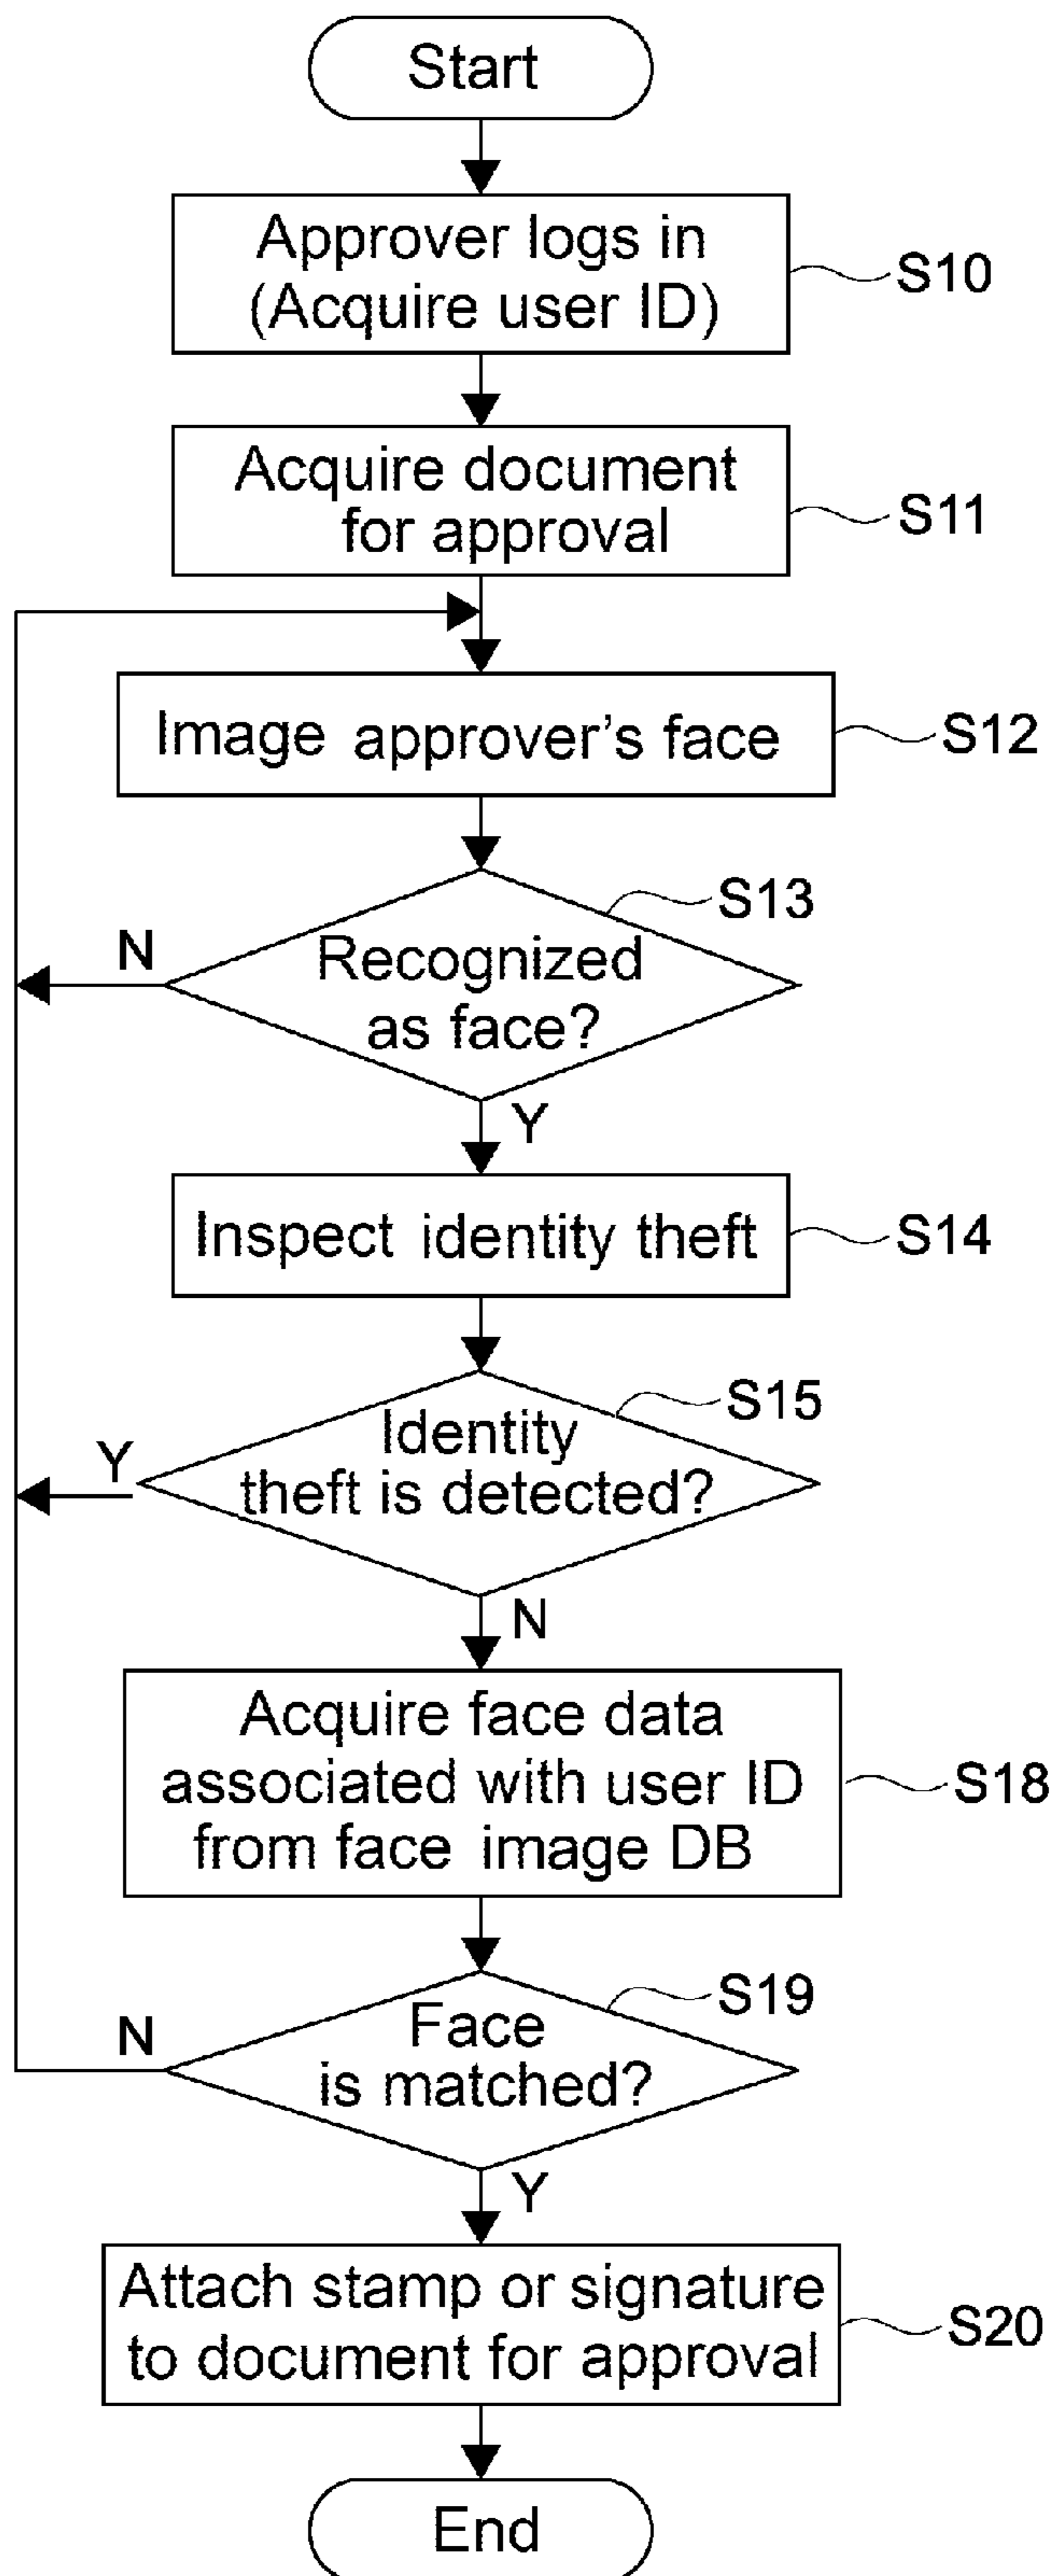 Start
Approver logs in
(Acquire user ID)
S10
Acquire document
for approval
S11
Image approver's face
S12
S13
N
Recognized
as face?
Y
Inspect identity theft
S14
S15
Y
Identity
theft is detected?
N
Acquire face data
associated with user ID
from face image DB
S18
S19
N
Face
is matched?
Y
Attach stamp or signature
to document for approval
S20
End